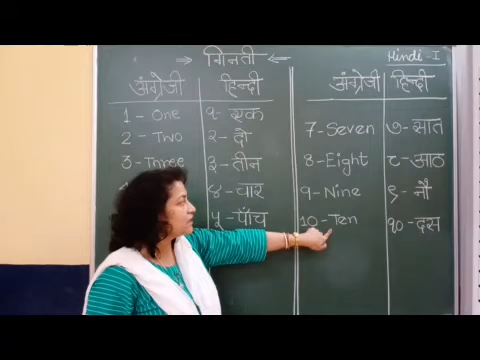 → गिनती ←
Hindi - I
अंग्रेजी हिन्दी
1 - One १ - एक
2 - Two २ - दो
3 - Three ३ - तीन
४ - चार
५ - पांच
अंग्रेजी हिन्दी
7 - Seven ७ - सात
8 - Eight ८ - आठ
9 - Nine ९ - नौ
10 - Ten १० - दस